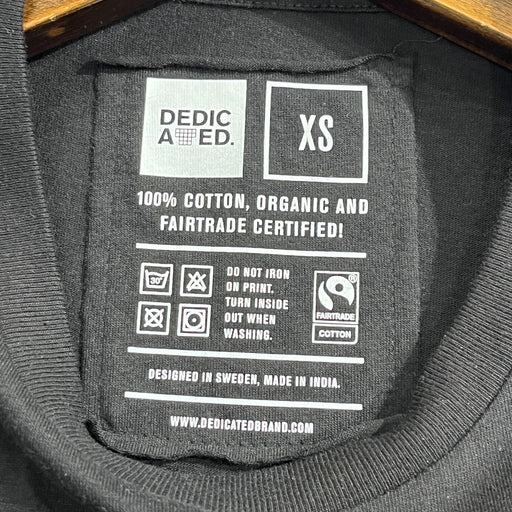 DEDIC
ATED.
XS
100% COTTON, ORGANIC AND
FAIRTRADE CERTIFIED!
30°
DO NOT IRON
ON PRINT.
TURN INSIDE
OUT WHEN
WASHING.
FAIRTRADE
COTTON
DESIGNED IN SWEDEN, MADE IN INDIA.
WWW.DEDICATEDBRAND.COM